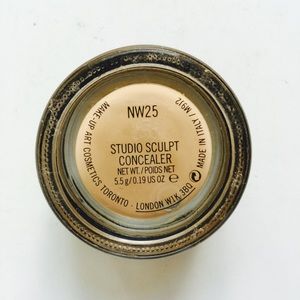 NW25
STUDIO SCULPT
CONCEALER
NET WT./POIDS NET
5.5 g/0.19 US OZ ℮
MAKE-UP ART COSMETICS TORONTO · LONDON W1K 3BQ
MADE IN ITALY / M912